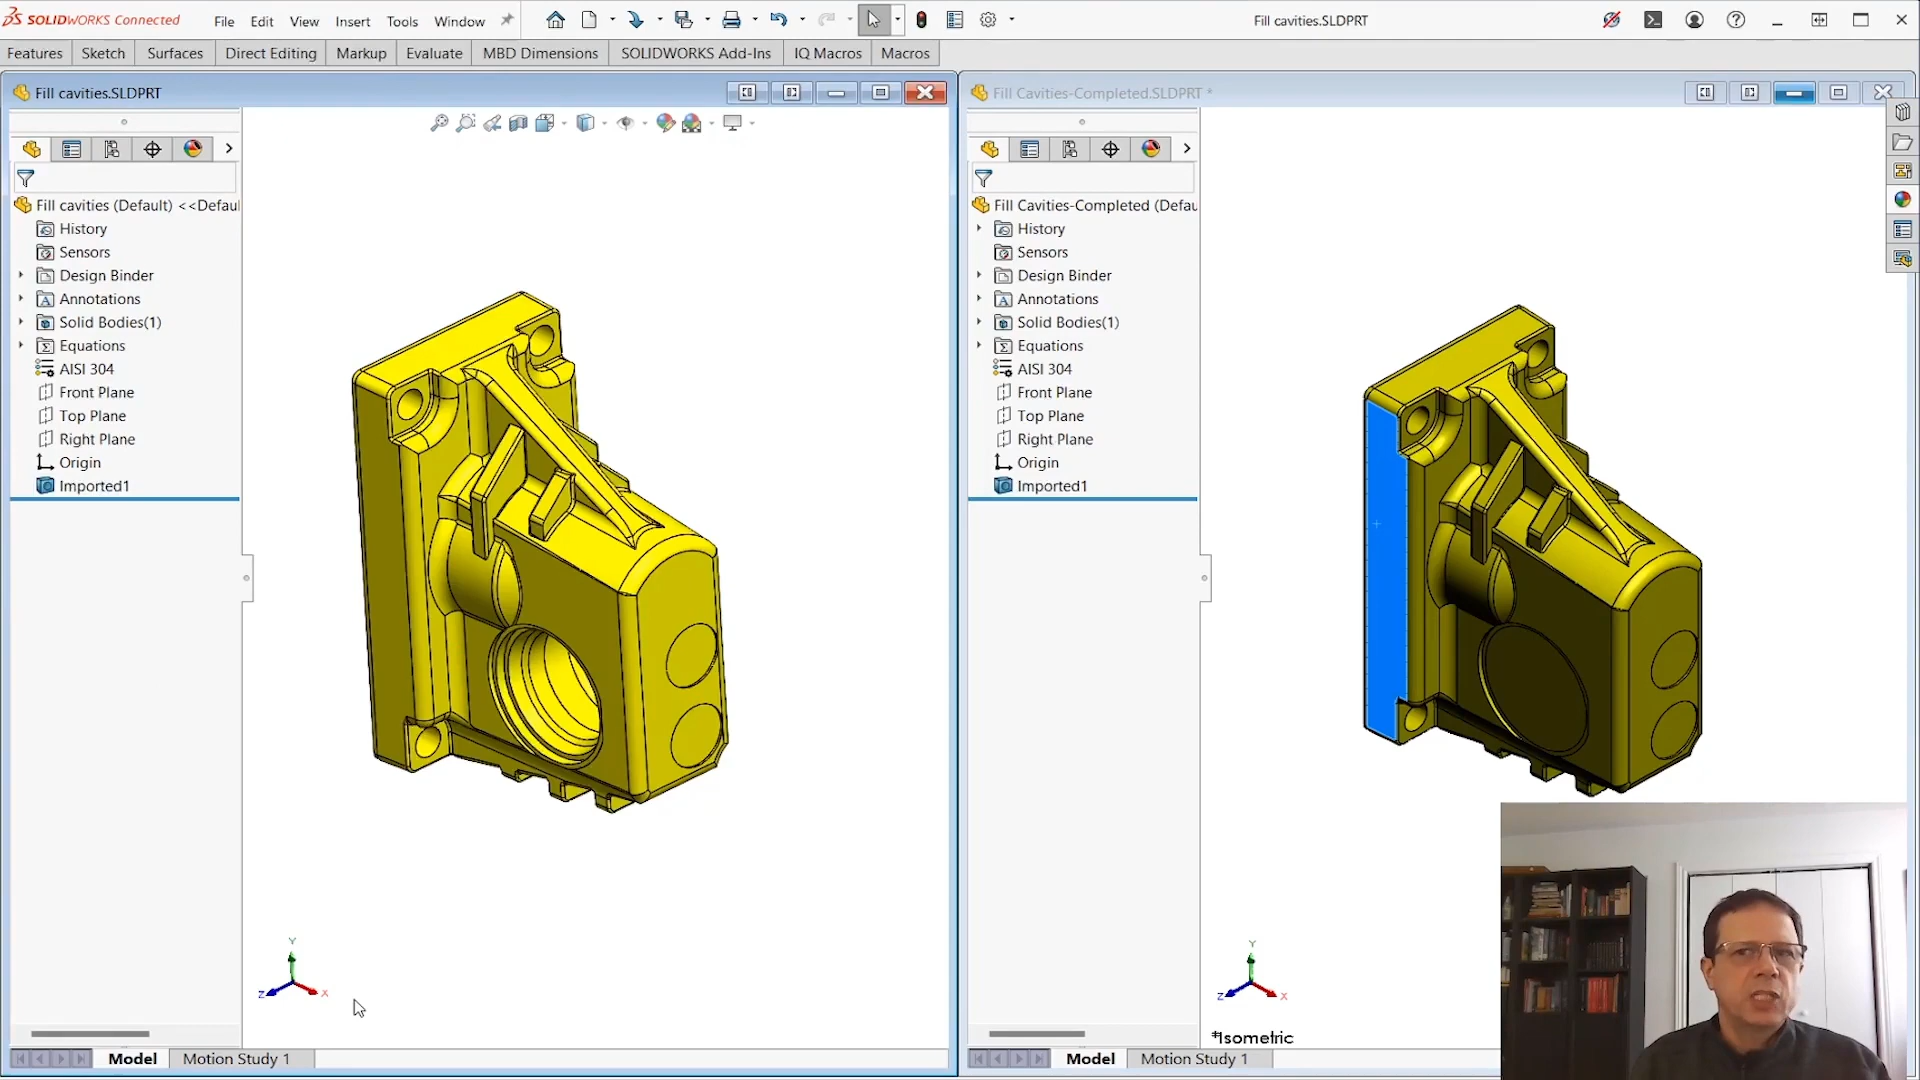 SOLIDWORKS Connected
File Edit View Insert Tools Window
Fill cavities.SLDPRT
Features Sketch Surfaces Direct Editing Markup Evaluate MBD Dimensions SOLIDWORKS Add-Ins IQ Macros Macros
Fill cavities.SLDPRT
Fill cavities (Default) <<Defaul
History
Sensors
Design Binder
Annotations
Solid Bodies(1)
Equations
AISI 304
Front Plane
Top Plane
Right Plane
Origin
Imported1
Y
Z
X
Model Motion Study 1
Fill Cavities-Completed.SLDPRT *
Fill Cavities-Completed (Defau
History
Sensors
Design Binder
Annotations
Solid Bodies(1)
Equations
AISI 304
Front Plane
Top Plane
Right Plane
Origin
Imported1
Y
Z
X
*Isometric
Model Motion Study 1